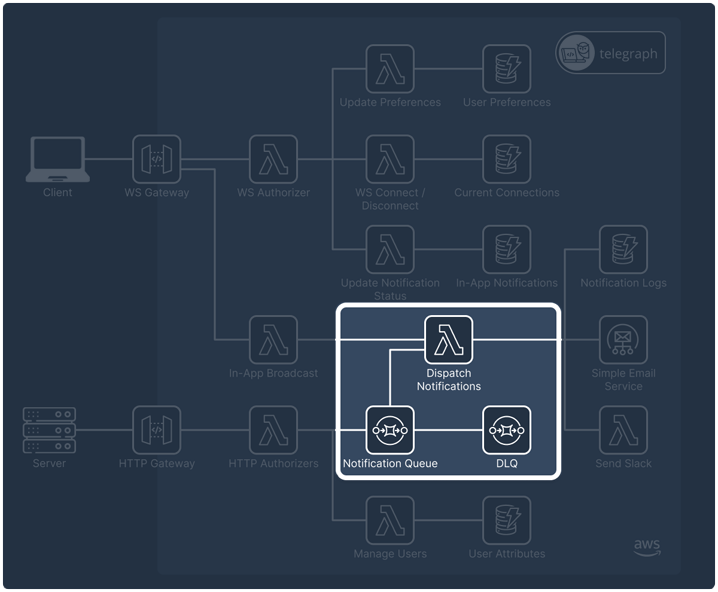 telegraph
Update Preferences
User Preferences
Client
WS Gateway
WS Authorizer
WS Connect /
Disconnect
Current Connections
Update Notification
Status
In-App Notifications
Notification Logs
In-App Broadcast
Dispatch
Notifications
Simple Email
Service
Server
HTTP Gateway
HTTP Authorizers
Notification Queue
DLQ
Send Slack
Manage Users
User Attributes
aws